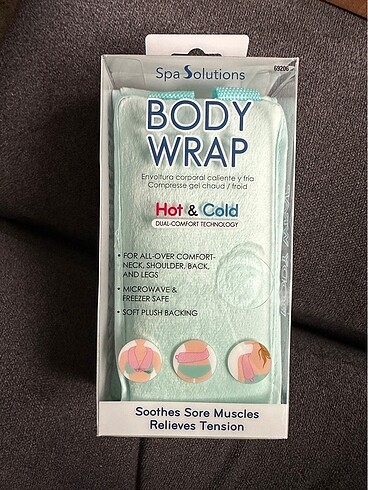 69206
Spa Solutions
BODY
WRAP
Envoltura corporal caliente y fria
Compresse gel chaud / froid
Hot & Cold
DUAL-COMFORT TECHNOLOGY
• FOR ALL-OVER COMFORT-
NECK, SHOULDER, BACK,
AND LEGS
• MICROWAVE &
FREEZER SAFE
• SOFT PLUSH BACKING
Soothes Sore Muscles
Relieves Tension